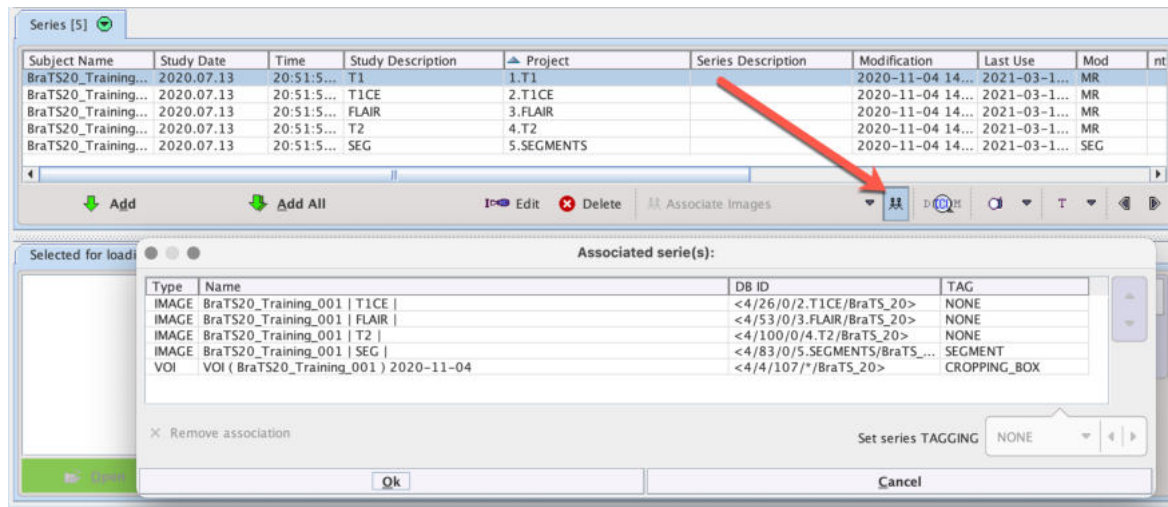 Series [5]
Subject Name Study Date Time Study Description Project Series Description Modification Last Use Mod nt
BraTS20_Training... 2020.07.13 20:51:5... T1 1.T1 2020-11-04 14... 2021-03-1... MR
BraTS20_Training... 2020.07.13 20:51:5... T1CE 2.T1CE 2020-11-04 14... 2021-03-1... MR
BraTS20_Training... 2020.07.13 20:51:5... FLAIR 3.FLAIR 2020-11-04 14... 2021-03-1... MR
BraTS20_Training... 2020.07.13 20:51:5... T2 4.T2 2020-11-04 14... 2021-03-1... MR
BraTS20_Training... 2020.07.13 20:51:5... SEG 5.SEGMENTS 2020-11-04 14... 2021-03-1... SEG
Add Add All Edit Delete Associate Images T
Selected for loadi
Associated serie(s):
Type Name DB ID TAG
IMAGE BraTS20_Training_001 | T1CE | <4/26/0/2.T1CE/BraTS_20> NONE
IMAGE BraTS20_Training_001 | FLAIR | <4/53/0/3.FLAIR/BraTS_20> NONE
IMAGE BraTS20_Training_001 | T2 | <4/100/0/4.T2/BraTS_20> NONE
IMAGE BraTS20_Training_001 | SEG | <4/83/0/5.SEGMENTS/BraTS_... SEGMENT
VOI VOI ( BraTS20_Training_001 ) 2020-11-04 <4/4/107/*/BraTS_20> CROPPING_BOX
Remove association Set series TAGGING NONE
Open Ok Cancel